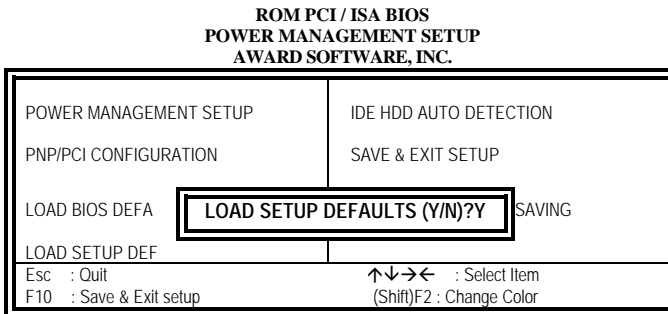 ROM PCI / ISA BIOS
POWER MANAGEMENT SETUP
AWARD SOFTWARE, INC.
POWER MANAGEMENT SETUP IDE HDD AUTO DETECTION
PNP/PCI CONFIGURATION SAVE & EXIT SETUP
LOAD BIOS DEFA LOAD SETUP DEFAULTS (Y/N)?Y SAVING
LOAD SETUP DEF
Esc : Quit ↑↓→← : Select Item
F10 : Save & Exit setup (Shift)F2 : Change Color